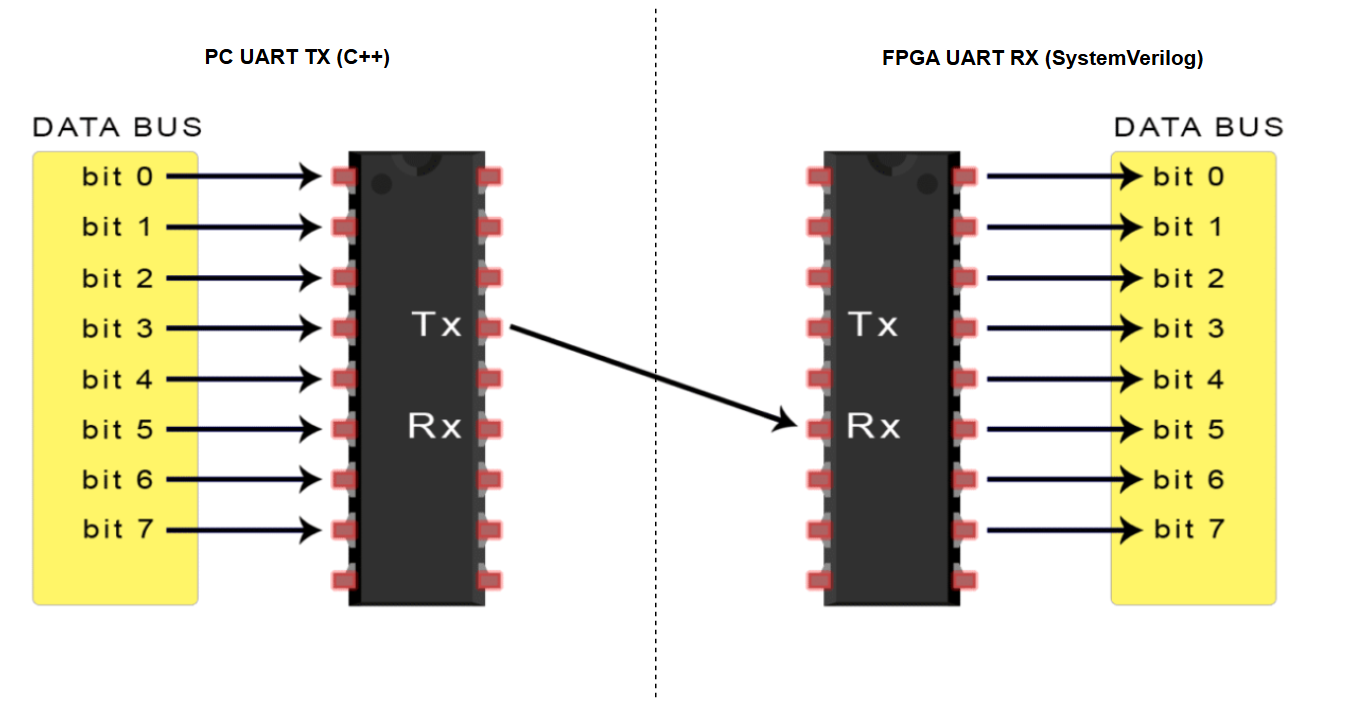 PC UART TX (C++)
FPGA UART RX (SystemVerilog)
DATA BUS
bit 0
bit 1
bit 2
bit 3
bit 4
bit 5
bit 6
bit 7
Tx
Rx
Tx
Rx
DATA BUS
bit 0
bit 1
bit 2
bit 3
bit 4
bit 5
bit 6
bit 7